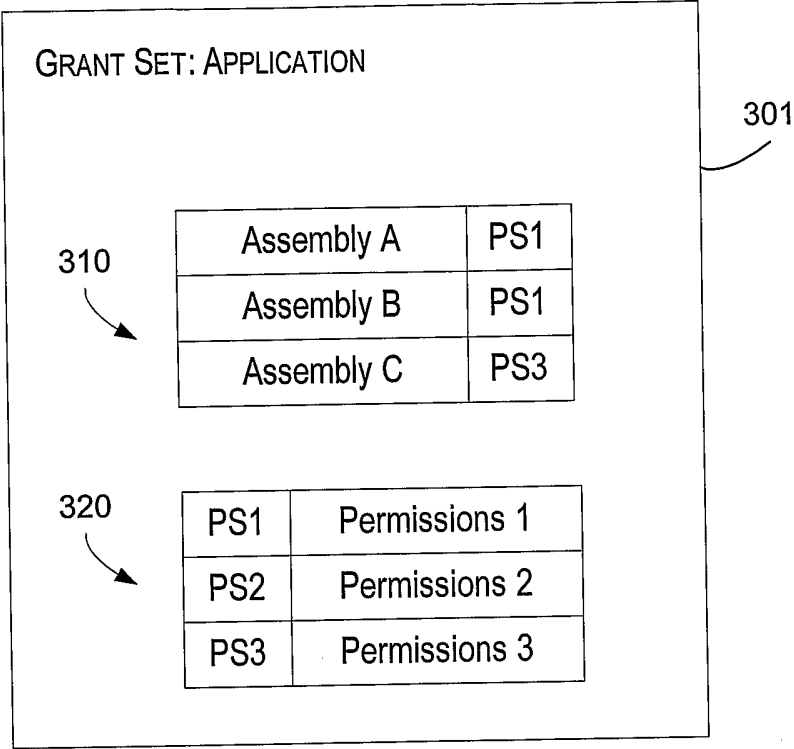 GRANT SET: APPLICATION
301
310
Assembly A PS1
Assembly B PS1
Assembly C PS3
320
PS1 Permissions 1
PS2 Permissions 2
PS3 Permissions 3